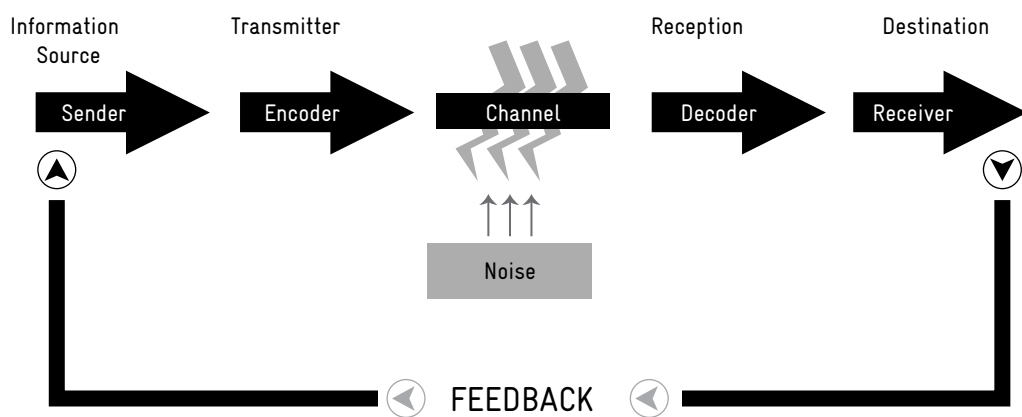 Information
Source
Transmitter
Reception
Destination
Sender
Encoder
Channel
Decoder
Receiver
Noise
FEEDBACK